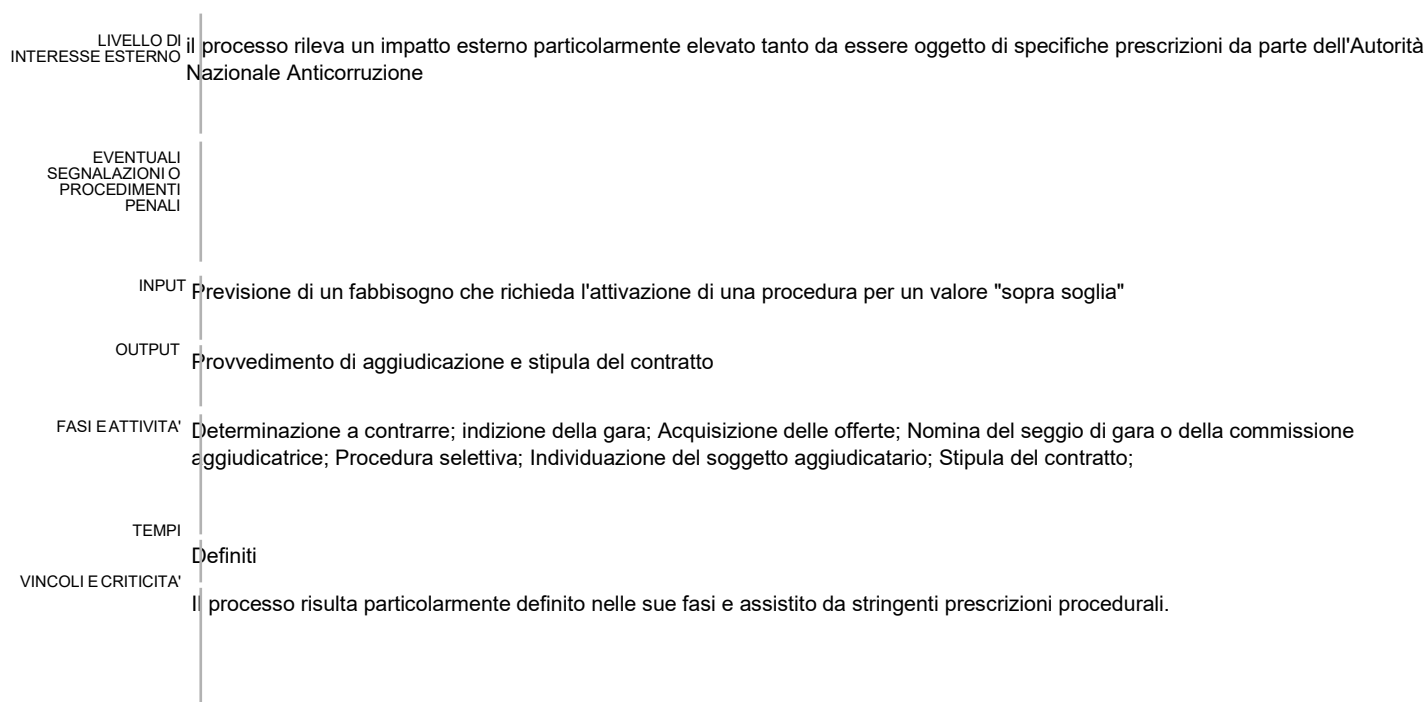 LIVELLO DI
INTERESSE ESTERNO
il processo rileva un impatto esterno particolarmente elevato tanto da essere oggetto di specifiche prescrizioni da parte dell'Autorità
Nazionale Anticorruzione
EVENTUALI
SEGNALAZIONI O
PROCEDIMENTI
PENALI
INPUT
Previsione di un fabbisogno che richieda l'attivazione di una procedura per un valore "sopra soglia"
OUTPUT
Provvedimento di aggiudicazione e stipula del contratto
FASI E ATTIVITA'
Determinazione a contrarre; indizione della gara; Acquisizione delle offerte; Nomina del seggio di gara o della commissione
aggiudicatrice; Procedura selettiva; Individuazione del soggetto aggiudicatario; Stipula del contratto;
TEMPI
Definiti
VINCOLI E CRITICITA'
Il processo risulta particolarmente definito nelle sue fasi e assistito da stringenti prescrizioni procedurali.